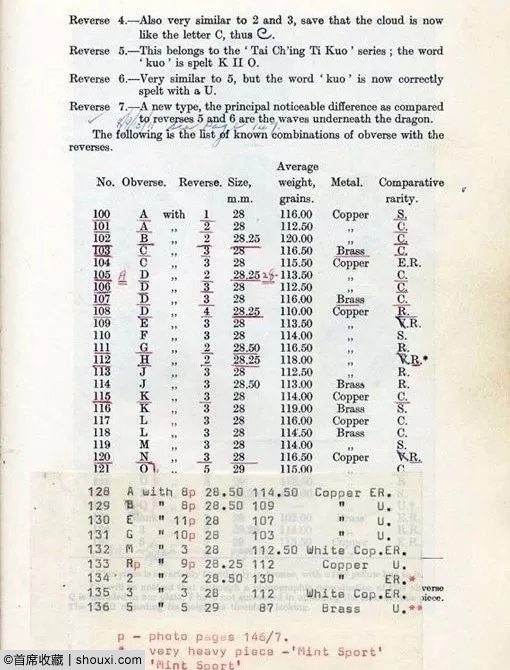 Reverse 4.—Also very similar to 2 and 3, save that the cloud is now
like the letter C, thus
Reverse 5.—This belongs to the 'Tai Ch'ing Ti Kuo' series; the word
'kuo' is spelt K II O.
Reverse 6.—Very similar to 5, but the word 'kuo' is now correctly
spelt with a U.
Reverse 7.—A new type, the principal noticeable difference as compared
to reverses 5 and 6 are the waves underneath the dragon.
See page 147.
The following is the list of known combinations of obverse with the
reverses.
No. Obverse. Reverse. Size, m.m. Average weight, grains. Metal. Comparative rarity.
100 A with 1 28 116.00 Copper S.
101 A ,, 2 28 112.50 ,, C.
102 B ,, 2 28.25 120.00 ,, C.
103 C ,, 3 28 116.50 Brass C.
104 C ,, 3 28 115.50 Copper E.R.
105 A D ,, 2 28.25 28 113.50 ,, C.
106 D ,, 3 28 112.50 ,, C.
107 D ,, 3 28 116.00 Brass C.
108 D ,, 4 28.25 110.00 Copper R.
109 E ,, 3 28 113.50 ,, V.R.
110 F ,, 3 28 114.00 ,, S.
111 G ,, 2 28.50 116.50 ,, R.
112 H ,, 2 28.25 118.00 ,, V.R.*
113 J ,, 3 28 112.50 ,, R.
114 J ,, 3 28.50 113.00 Brass R.
115 K ,, 3 28 114.00 Copper C.
116 K ,, 3 28 119.00 Brass S.
117 L ,, 3 28 116.00 Copper C.
118 L ,, 3 28 114.50 Brass C.
119 M ,, 3 28 114.00 ,, S.
120 N ,, 3 28 116.50 Copper V.R.
121 O ,, 5 29 115.00 ,, C.
128 A with 8p 28.50 114.50 Copper ER.
129 B " 8p 28.50 109 " U.
130 E " 11p 28 107 " U.
131 G " 10p 28 103 " U.
132 M " 3 28 112.50 White Cop.ER.
133 Rp " 9p 28.25 112 Copper U.
134 2 " 2 28.50 130 " ER.*
135 3 " 3 28 112 White Cop.ER.
136 5 " 5 29 87 Brass U.**
verse
piece.
p - photo pages 146/7.
* very heavy piece -'Mint Sport'
'Mint Sport'
©首席收藏 | shouxi.com